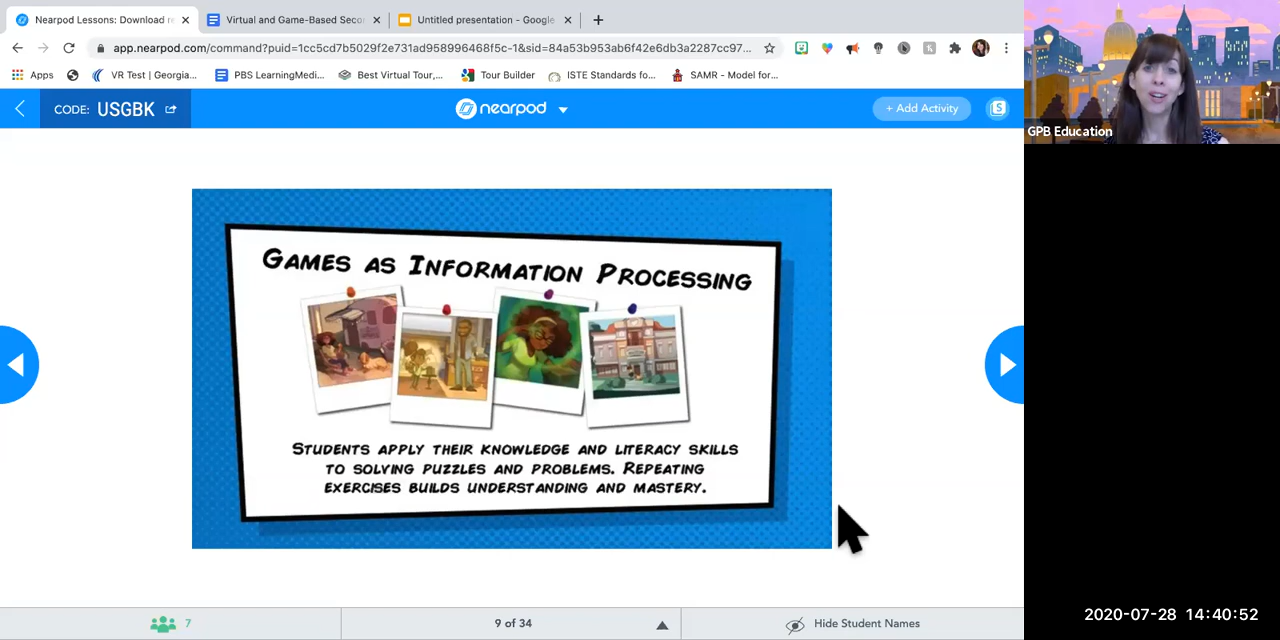 Nearpod Lessons: Download re
Virtual and Game-Based Seco
Untitled presentation - Google
app.nearpod.com/command?puid=1cc5cd7b5029f2e731ad958996468f5c-1&sid=84a53b953ab6f42e6db3a2287cc97...
Apps
VR Test | Georgia...
PBS LearningMedi...
Best Virtual Tour,...
Tour Builder
ISTE Standards fo...
SAMR - Model for...
GPB Education
CODE: USGBK
nearpod
+ Add Activity
S
GAMES AS INFORMATION PROCESSING
STUDENTS APPLY THEIR KNOWLEDGE AND LITERACY SKILLS
TO SOLVING PUZZLES AND PROBLEMS. REPEATING
EXERCISES BUILDS UNDERSTANDING AND MASTERY.
7
9 of 34
Hide Student Names
2020-07-28 14:40:52